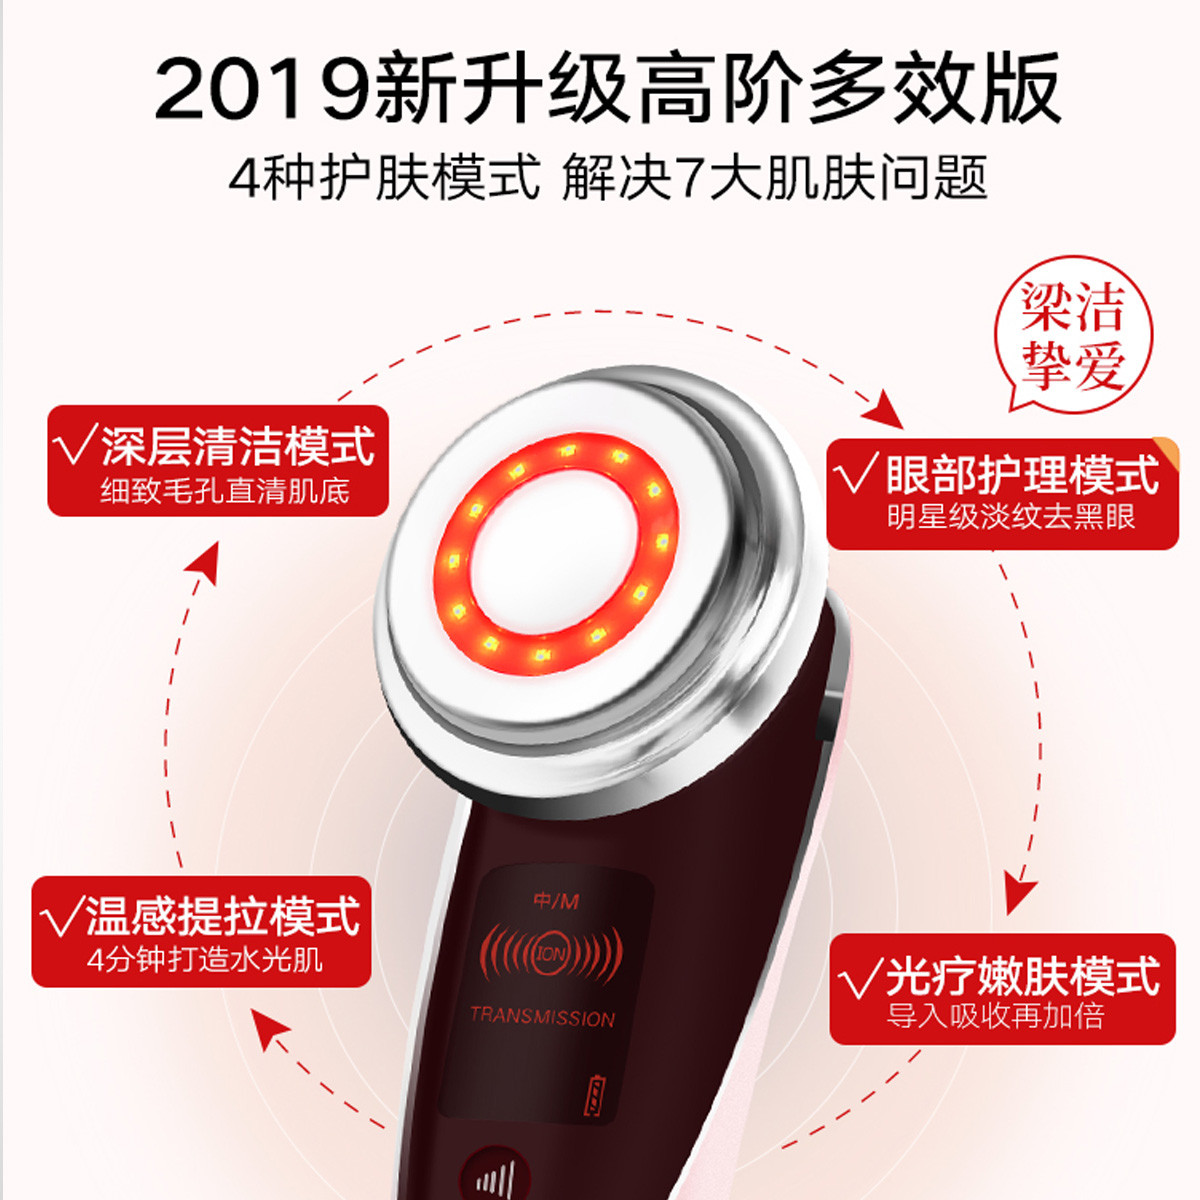 2019新升级高阶多效版
4种护肤模式 解决7大肌肤问题
梁洁
挚爱
√深层清洁模式
细致毛孔直清肌底
√眼部护理模式
明星级淡纹去黑眼
√温感提拉模式
4分钟打造水光肌
√光疗嫩肤模式
导入吸收再加倍
中/M
ION
TRANSMISSION